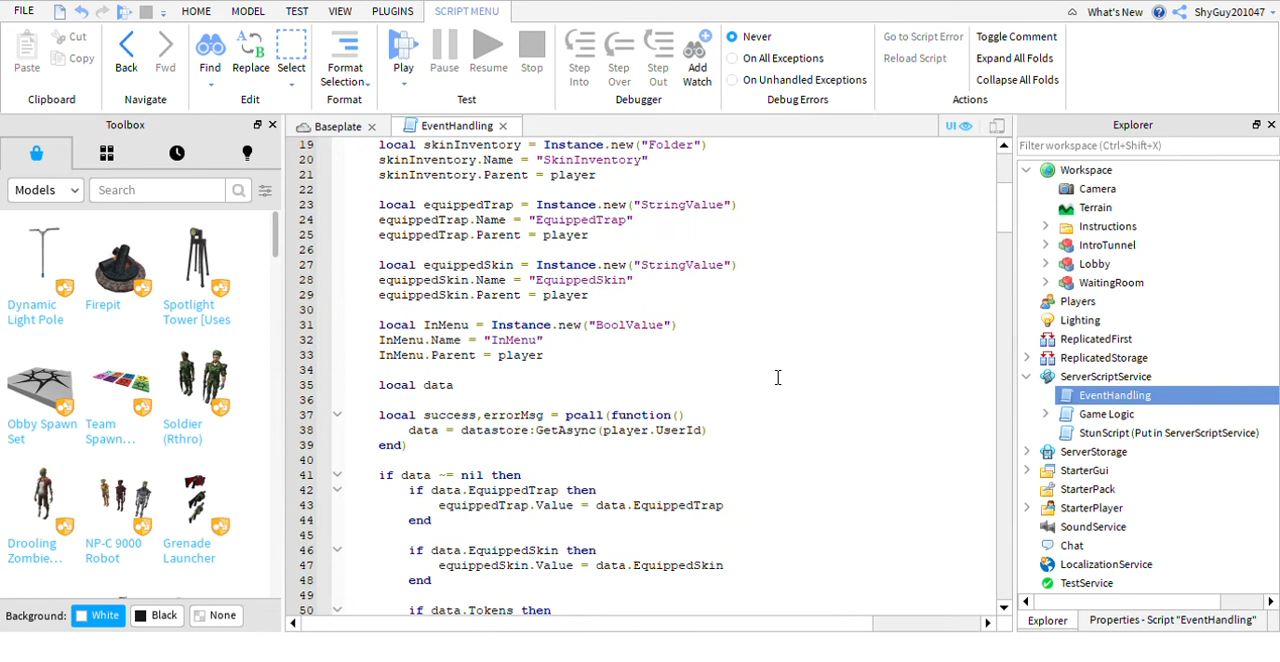 FILE HOME MODEL TEST VIEW PLUGINS SCRIPT MENU What's New ShyGuy201047
Paste Cut Copy
Clipboard
Back Fwd
Navigate
Find Replace Select
Edit
Format Selection
Format
Play Pause Resume Stop
Test
Step Into Step Over Step Out Add Watch
Debugger
Never
On All Exceptions
On Unhandled Exceptions
Debug Errors
Go to Script Error Toggle Comment
Reload Script Expand All Folds
Collapse All Folds
Actions
Toolbox
Models Search
Dynamic Light Pole
Firepit
Spotlight Tower [Uses
Obby Spawn Set
Team Spawn...
Soldier (Rthro)
Drooling Zombie...
NP-C 9000 Robot
Grenade Launcher
Background: White Black None
Baseplate EventHandling UI
19 local skinInventory = Instance.new("Folder")
20 skinInventory.Name = "SkinInventory"
21 skinInventory.Parent = player
22
23 local equippedTrap = Instance.new("StringValue")
24 equippedTrap.Name = "EquippedTrap"
25 equippedTrap.Parent = player
26
27 local equippedSkin = Instance.new("StringValue")
28 equippedSkin.Name = "EquippedSkin"
29 equippedSkin.Parent = player
30
31 local InMenu = Instance.new("BoolValue")
32 InMenu.Name = "InMenu"
33 InMenu.Parent = player
34
35 local data
36
37 local success,errorMsg = pcall(function()
38 data = datastore:GetAsync(player.UserId)
39 end)
40
41 if data ~= nil then
42 if data.EquippedTrap then
43 equippedTrap.Value = data.EquippedTrap
44 end
45
46 if data.EquippedSkin then
47 equippedSkin.Value = data.EquippedSkin
48 end
49
50 if data.Tokens then
Explorer
Filter workspace (Ctrl+Shift+X)
Workspace
Camera
Terrain
Instructions
IntroTunnel
Lobby
WaitingRoom
Players
Lighting
ReplicatedFirst
ReplicatedStorage
ServerScriptService
EventHandling
Game Logic
StunScript (Put in ServerScriptService)
ServerStorage
StarterGui
StarterPack
StarterPlayer
SoundService
Chat
LocalizationService
TestService
Explorer Properties - Script "EventHandling"